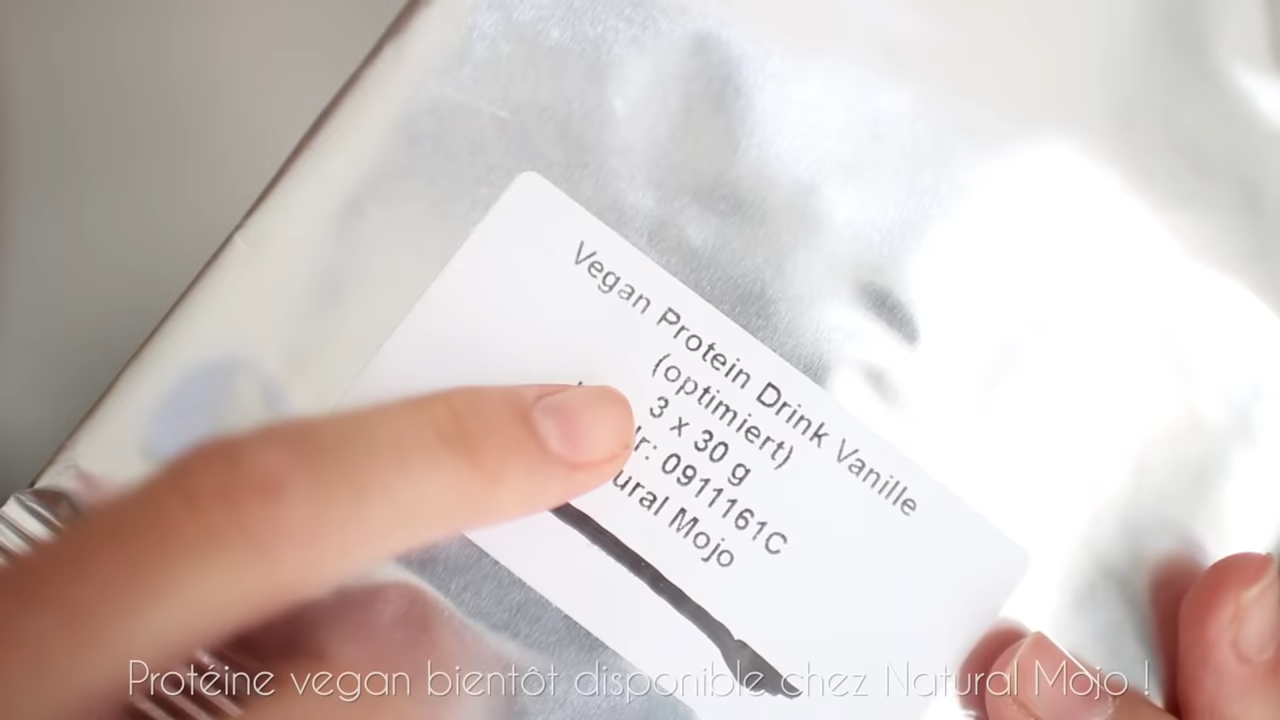 Vegan Protein Drink Vanille
(optimiert)
3 x 30 g
0911161C
Mojo
Protéine vegan bientôt disponible chez Natural Mojo !